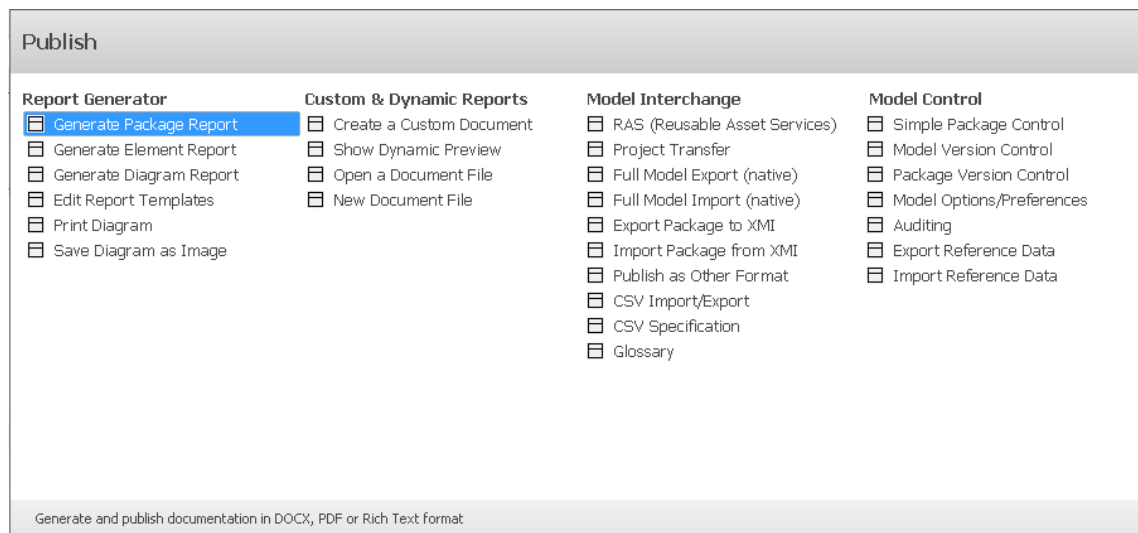 Publish
Report Generator
Generate Package Report
Generate Element Report
Generate Diagram Report
Edit Report Templates
Print Diagram
Save Diagram as Image
Custom & Dynamic Reports
Create a Custom Document
Show Dynamic Preview
Open a Document File
New Document File
Model Interchange
RAS (Reusable Asset Services)
Project Transfer
Full Model Export (native)
Full Model Import (native)
Export Package to XMI
Import Package from XMI
Publish as Other Format
CSV Import/Export
CSV Specification
Glossary
Model Control
Simple Package Control
Model Version Control
Package Version Control
Model Options/Preferences
Auditing
Export Reference Data
Import Reference Data
Generate and publish documentation in DOCX, PDF or Rich Text format